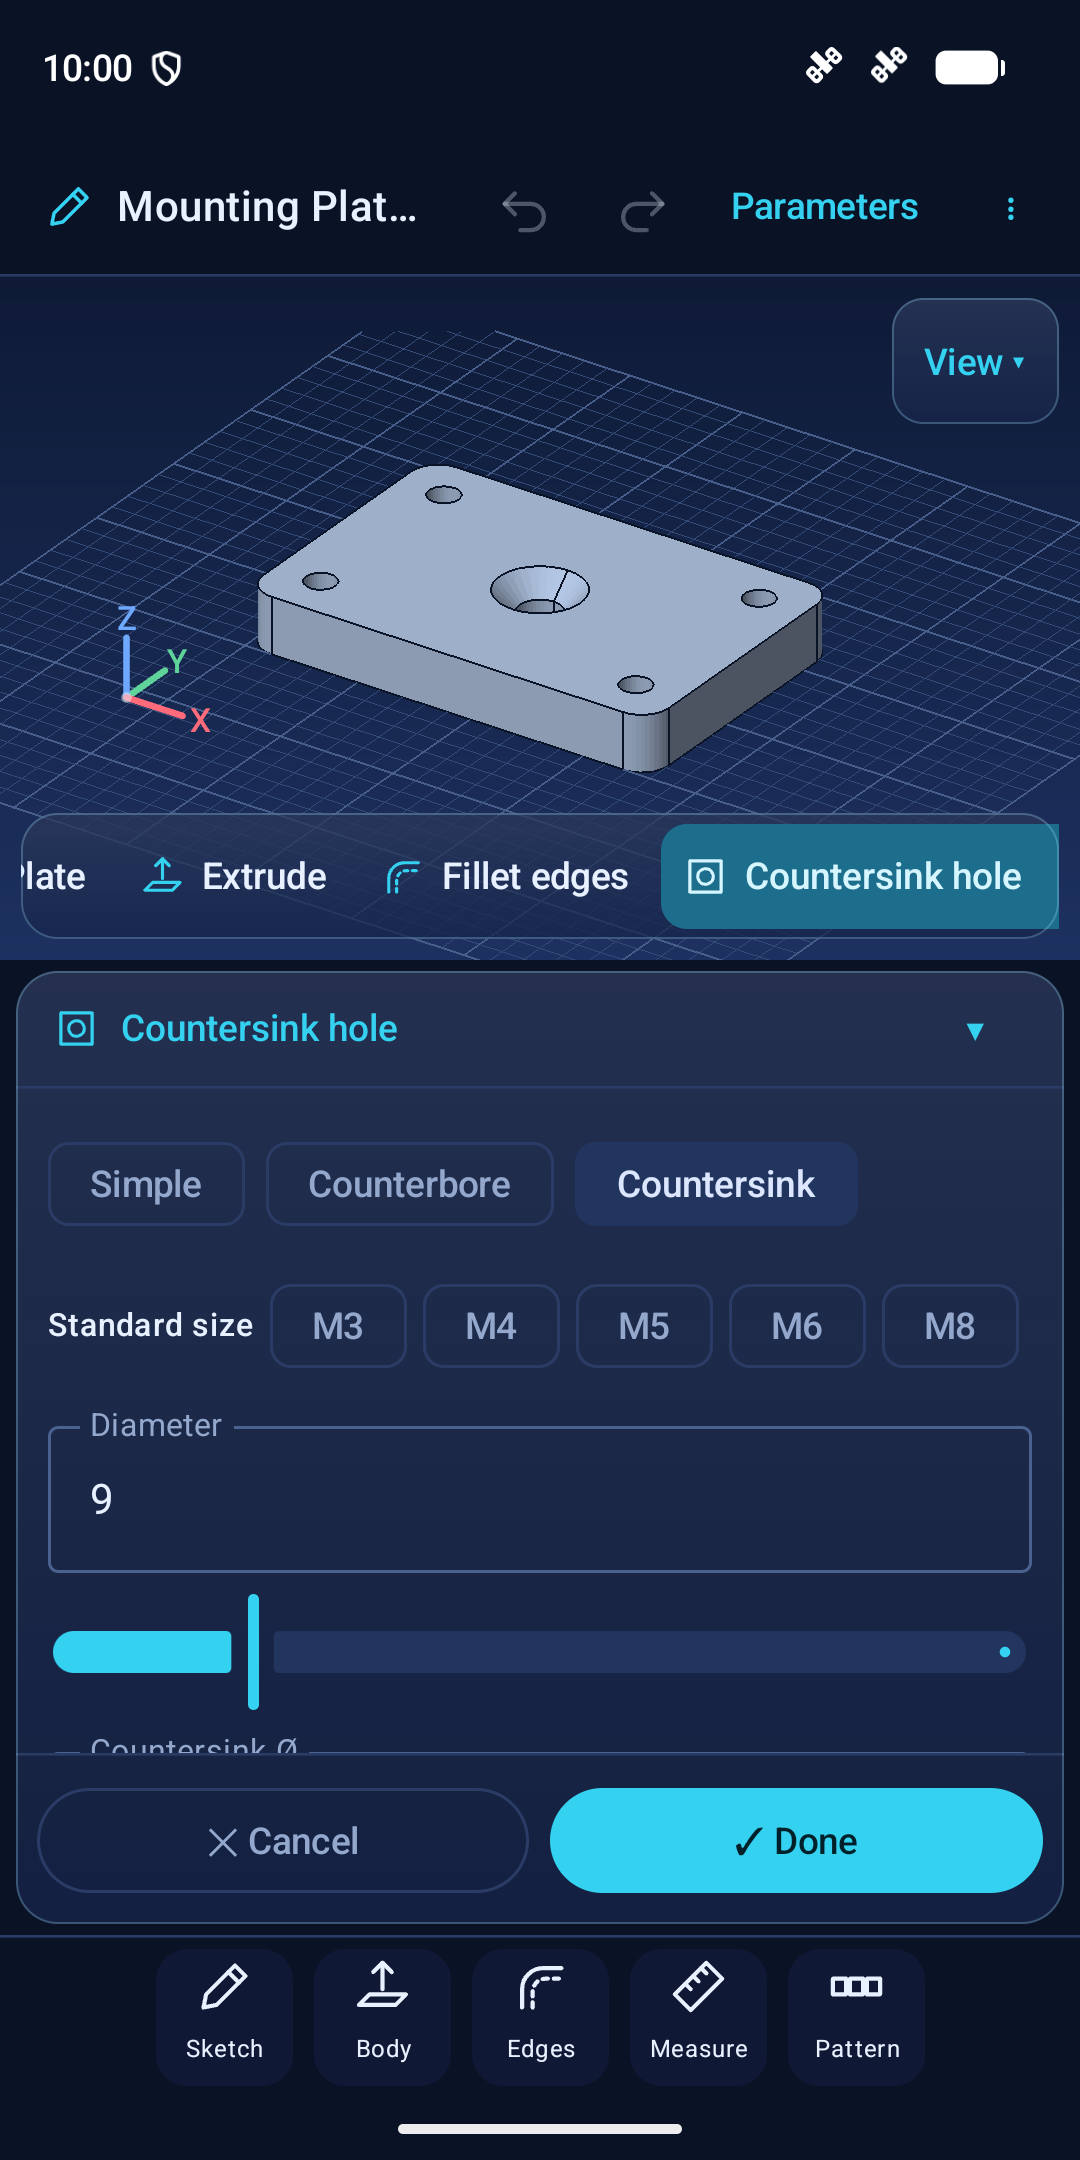 10:00
Mounting Plat...
Parameters
View
Z
Y
X
late
Extrude
Fillet edges
Countersink hole
Countersink hole
Simple
Counterbore
Countersink
Standard size
M3
M4
M5
M6
M8
Diameter
9
Countersink Ø
Cancel
Done
Sketch
Body
Edges
Measure
Pattern